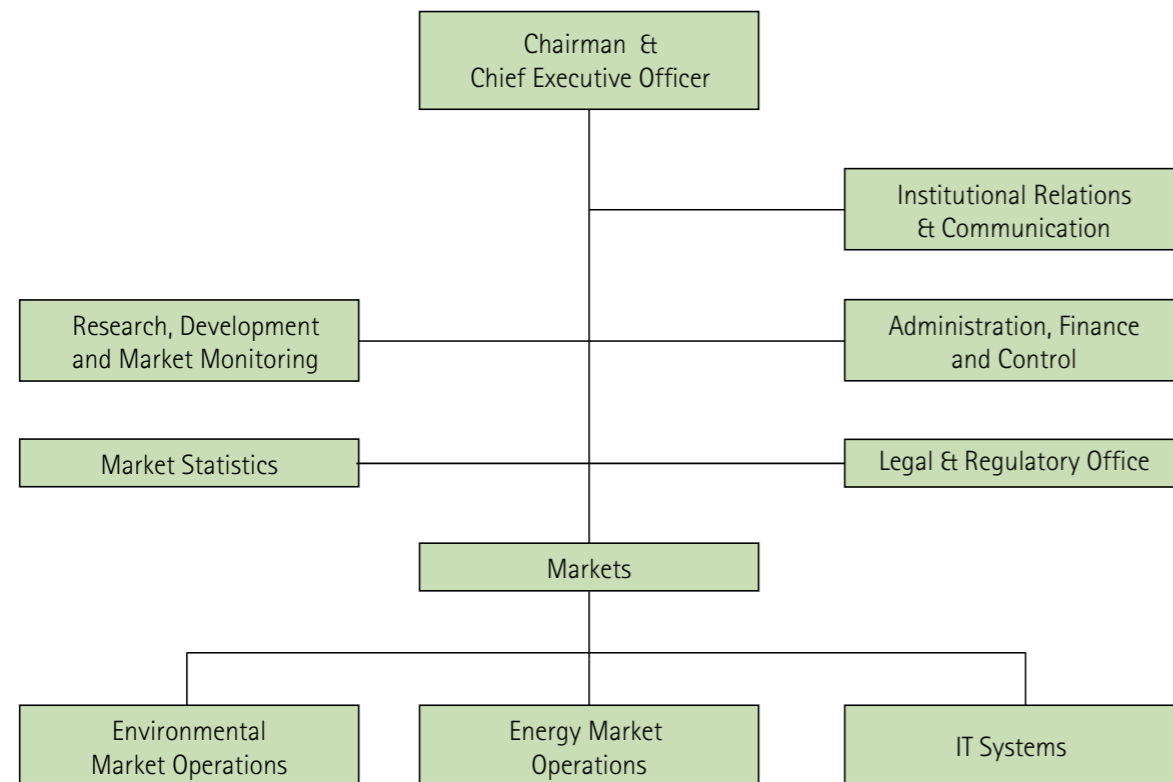 Chairman & 
Chief Executive Officer
Institutional Relations
& Communication
Research, Development
and Market Monitoring
Administration, Finance
and Control
Market Statistics
Legal & Regulatory Office
Markets
Environmental
Market Operations
Energy Market
Operations
IT Systems